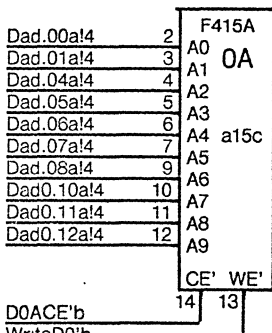 F415A
0A
Dad.00a!4 2 A0
Dad.01a!4 3 A1
Dad.04a!4 4 A2
Dad.05a!4 5 A3
Dad.06a!4 6 A4 a15c
Dad.07a!4 7 A5
Dad.08a!4 9 A6
Dad0.10a!4 10 A7
Dad0.11a!4 11 A8
Dad0.12a!4 12 A9
CE' WE'
14 13
D0ACE'b
WriteD0'b